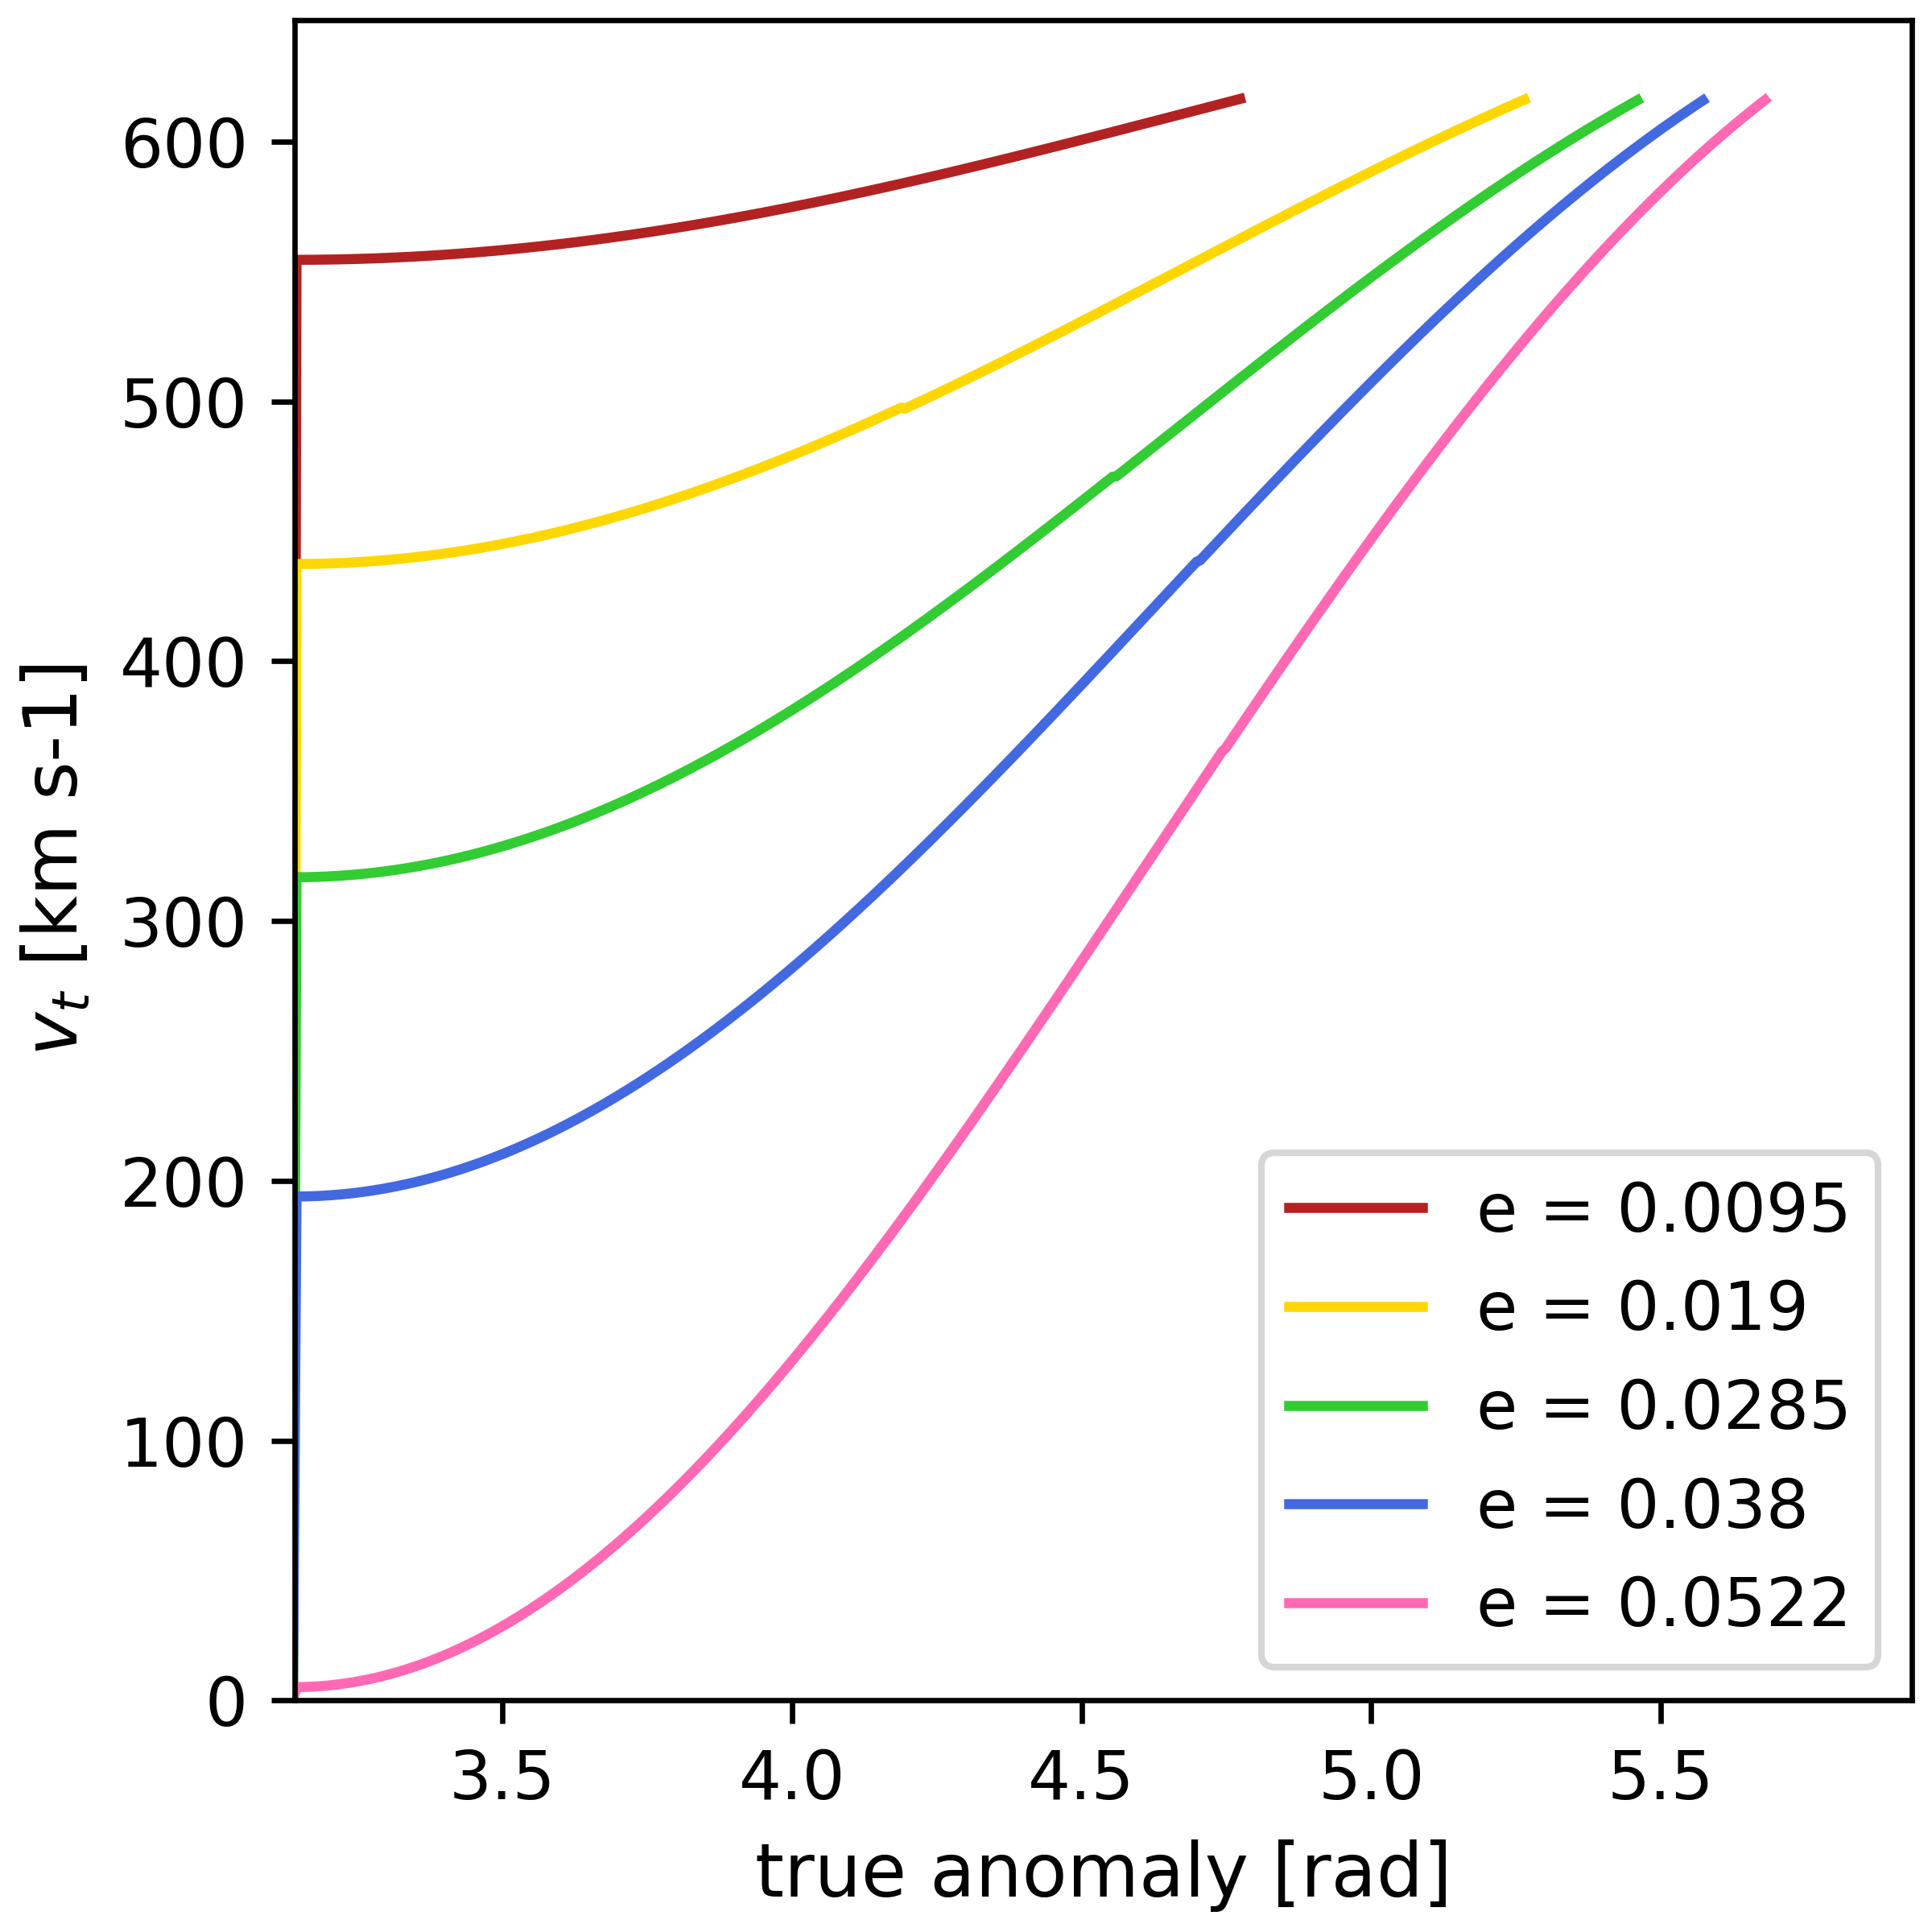 600
500
400
300
200
100
0
v_t [km s-1]
3.5 4.0 4.5 5.0 5.5
true anomaly [rad]
e = 0.0095
e = 0.019
e = 0.0285
e = 0.038
e = 0.0522